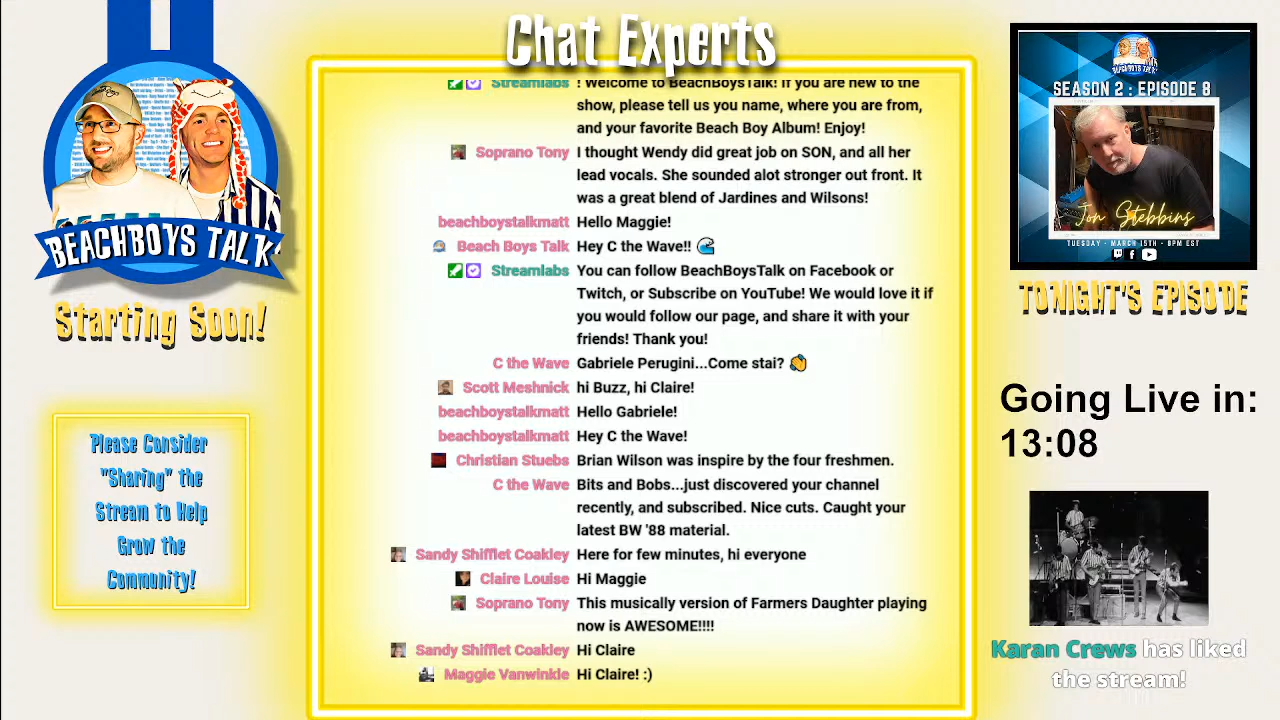 Chat Experts
BEACHBOYS TALK
Starting Soon!
Please Consider
"Sharing" the
Stream to Help
Grow the
Community!
Streamlabs ! Welcome to BeachBoysTalk! If you are new to the
show, please tell us you name, where you are from,
and your favorite Beach Boy Album! Enjoy!
Soprano Tony I thought Wendy did great job on SON, and all her
lead vocals. She sounded alot stronger out front. It
was a great blend of Jardines and Wilsons!
beachboystalkmatt Hello Maggie!
Beach Boys Talk Hey C the Wave!! 🌊
Streamlabs You can follow BeachBoysTalk on Facebook or
Twitch, or Subscribe on YouTube! We would love it if
you would follow our page, and share it with your
friends! Thank you!
C the Wave Gabriele Perugini...Come stai? 👏
Scott Meshnick hi Buzz, hi Claire!
beachboystalkmatt Hello Gabriele!
beachboystalkmatt Hey C the Wave!
Christian Stuebs Brian Wilson was inspire by the four freshmen.
C the Wave Bits and Bobs...just discovered your channel
recently, and subscribed. Nice cuts. Caught your
latest BW '88 material.
Sandy Shifflet Coakley Here for few minutes, hi everyone
Claire Louise Hi Maggie
Soprano Tony This musically version of Farmers Daughter playing
now is AWESOME!!!!
Sandy Shifflet Coakley Hi Claire
Maggie Vanwinkle Hi Claire! :)
BEACHBOYS TALK
SEASON 2 : EPISODE 8
Jon Stebbins
TUESDAY - MARCH 15TH - 8PM EST
TONIGHT'S EPISODE
Going Live in:
13:08
Karan Crews has liked
the stream!